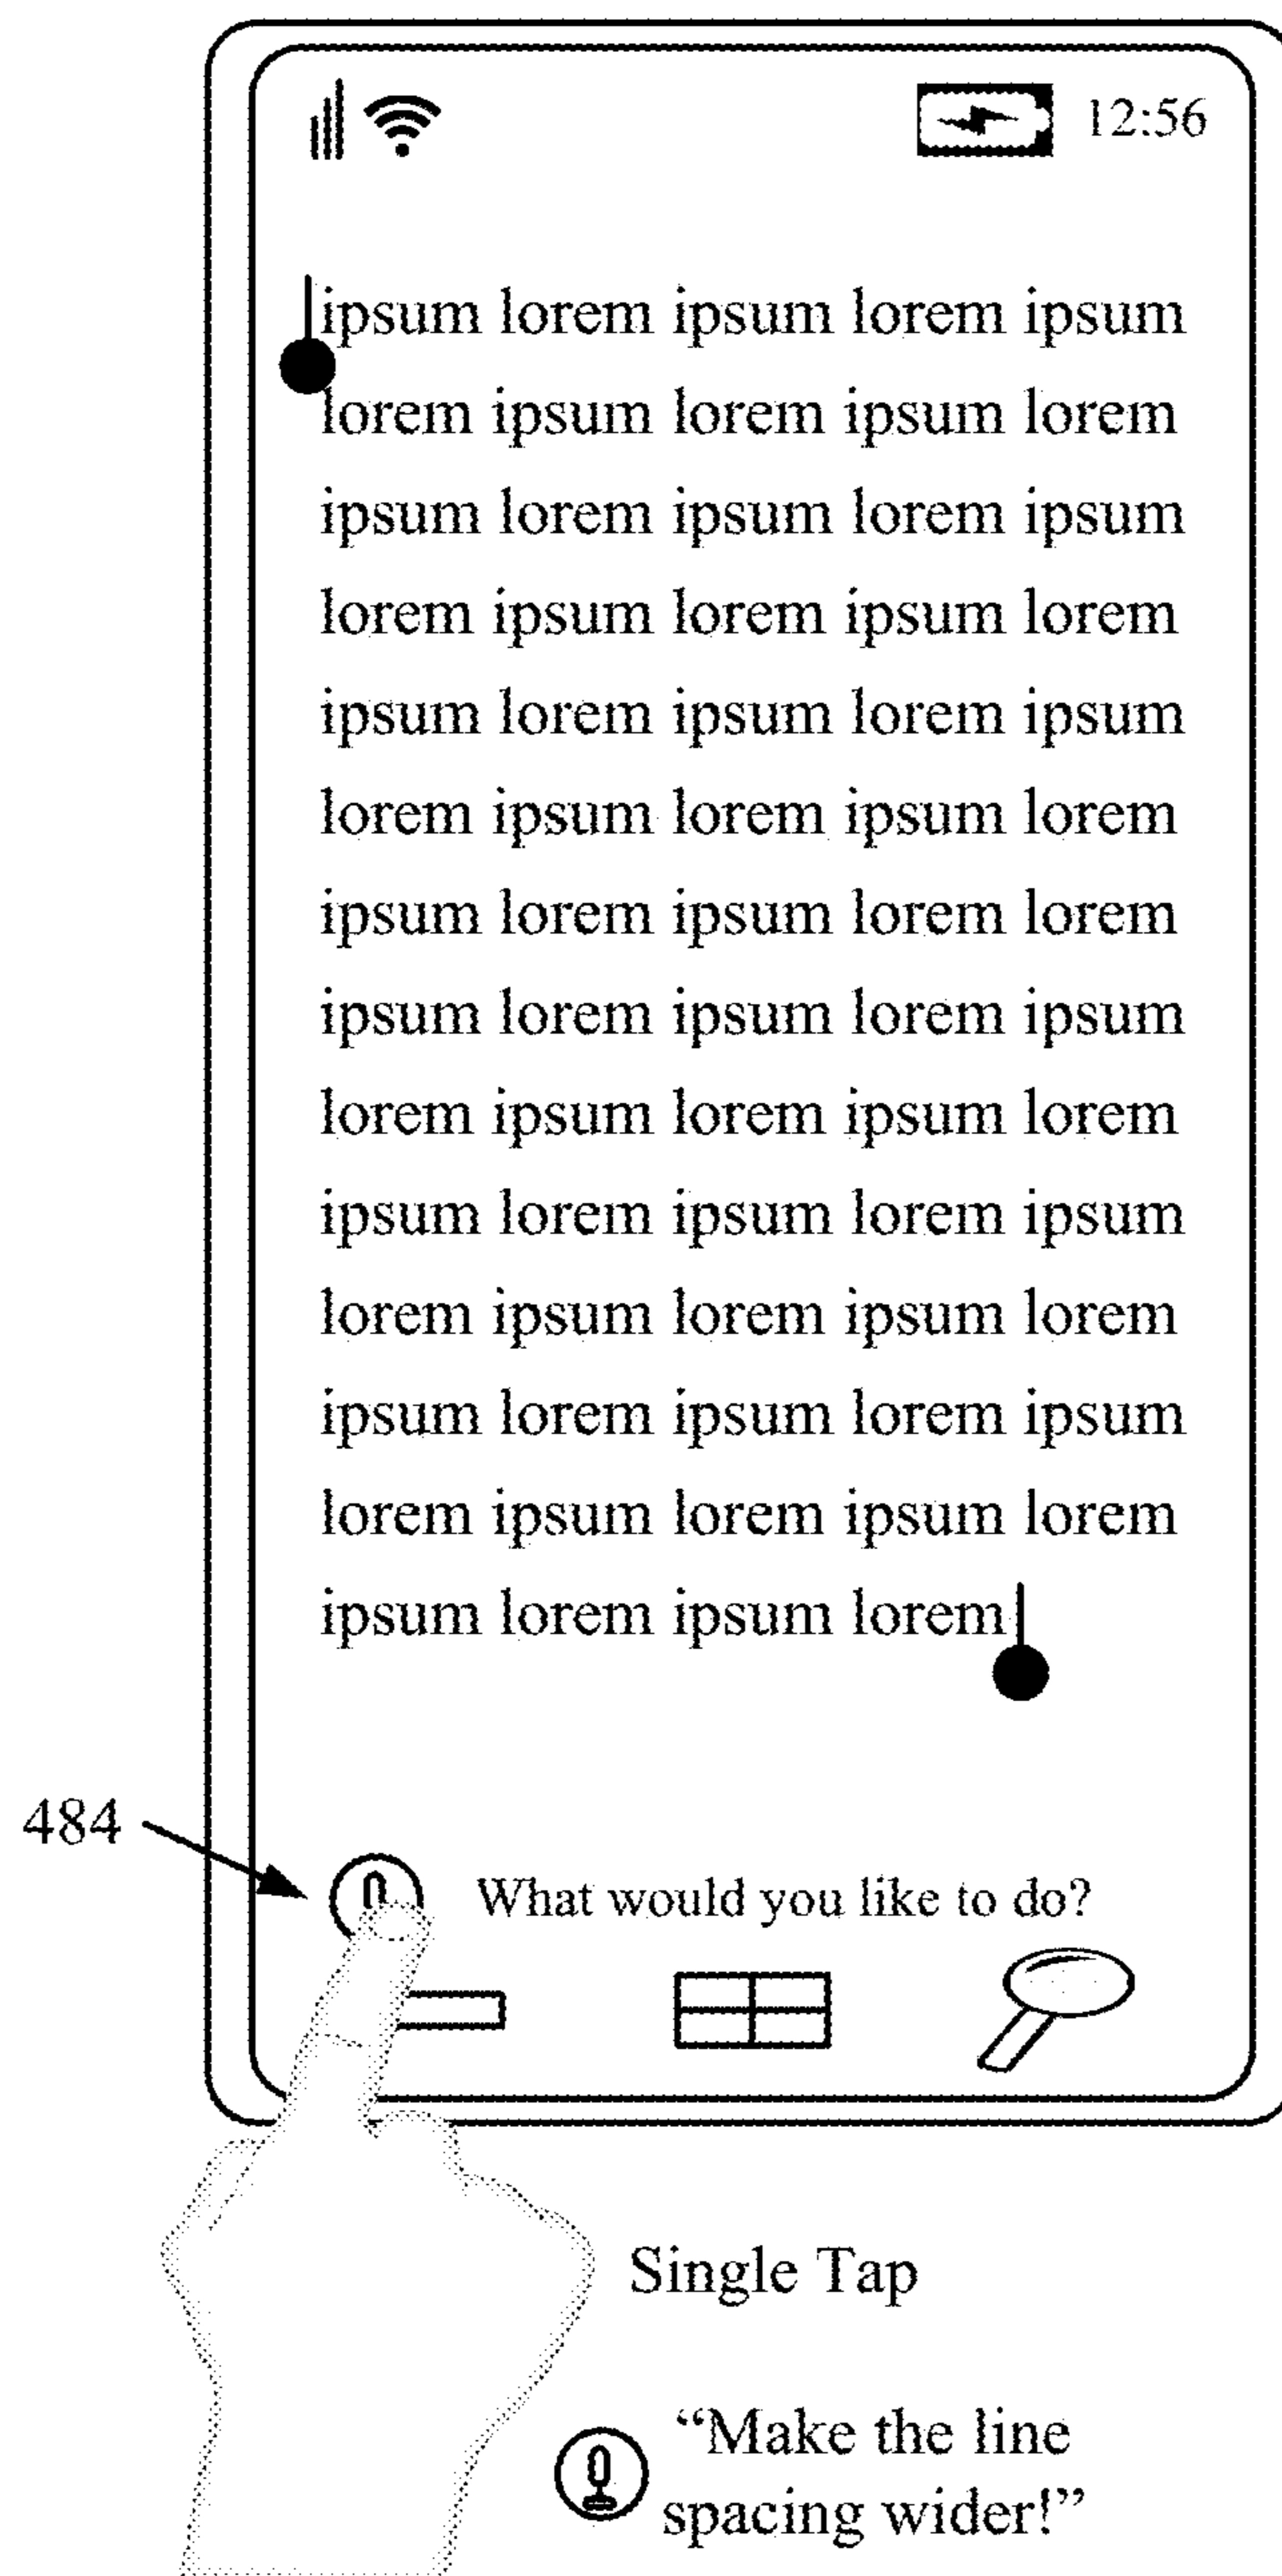 12:56
ipsum lorem ipsum lorem ipsum
lorem ipsum lorem ipsum lorem
ipsum lorem ipsum lorem ipsum
lorem ipsum lorem ipsum lorem
ipsum lorem ipsum lorem ipsum
lorem ipsum lorem ipsum lorem
ipsum lorem ipsum lorem lorem
ipsum lorem ipsum lorem ipsum
lorem ipsum lorem ipsum lorem
ipsum lorem ipsum lorem ipsum
lorem ipsum lorem ipsum lorem
ipsum lorem ipsum lorem ipsum
lorem ipsum lorem ipsum lorem
ipsum lorem ipsum lorem
484
What would you like to do?
Single Tap
“Make the line
spacing wider!”